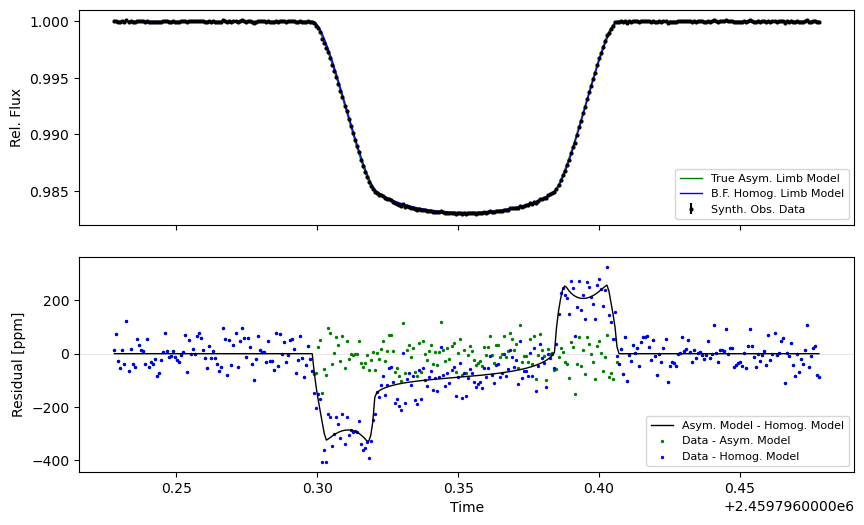 1.000
0.995
0.990
0.985
Rel. Flux
True Asym. Limb Model
B.F. Homog. Limb Model
Synth. Obs. Data
200
0
−200
−400
Residual [ppm]
Asym. Model - Homog. Model
Data - Asym. Model
Data - Homog. Model
0.25
0.30
0.35
0.40
0.45
Time
+2.4597960000e6